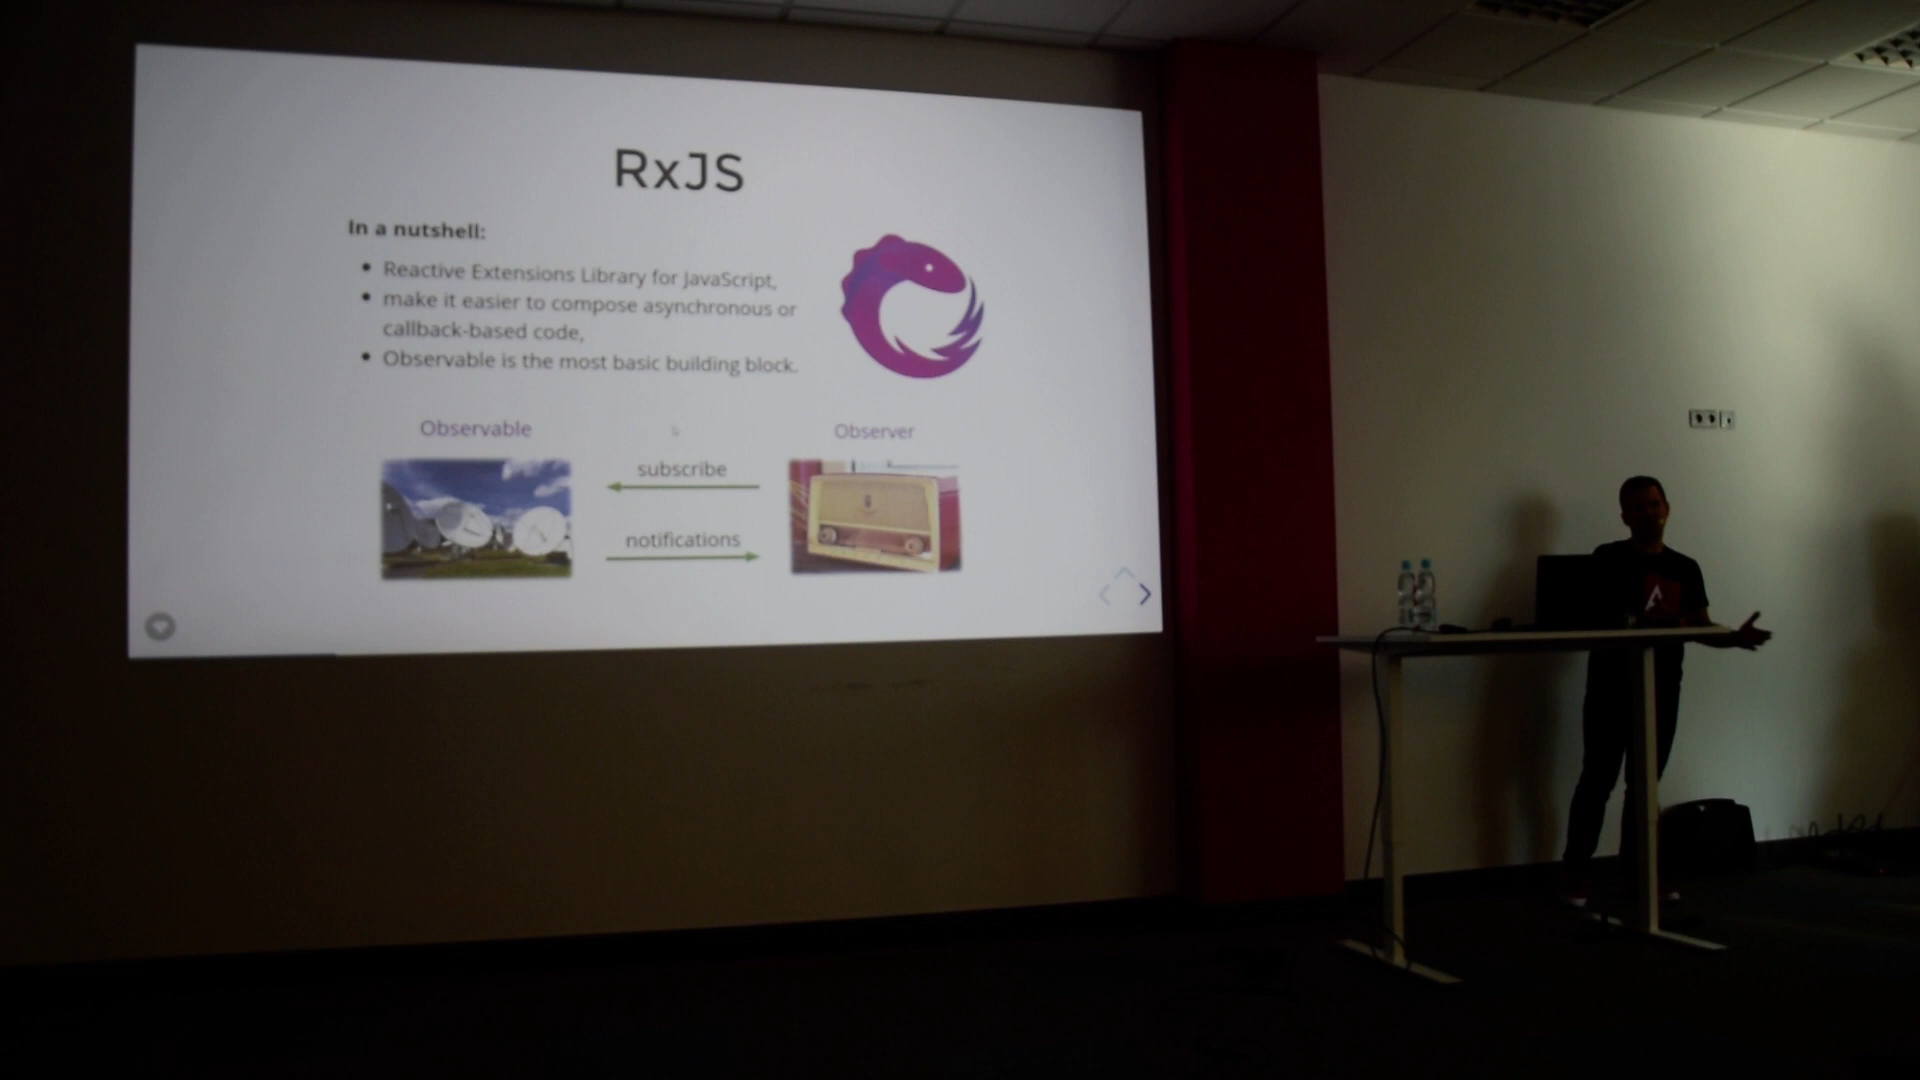 RxJS
In a nutshell:
Reactive Extensions Library for JavaScript,
make it easier to compose asynchronous or
callback-based code,
Observable is the most basic building block.
Observable
Observer
subscribe
notifications